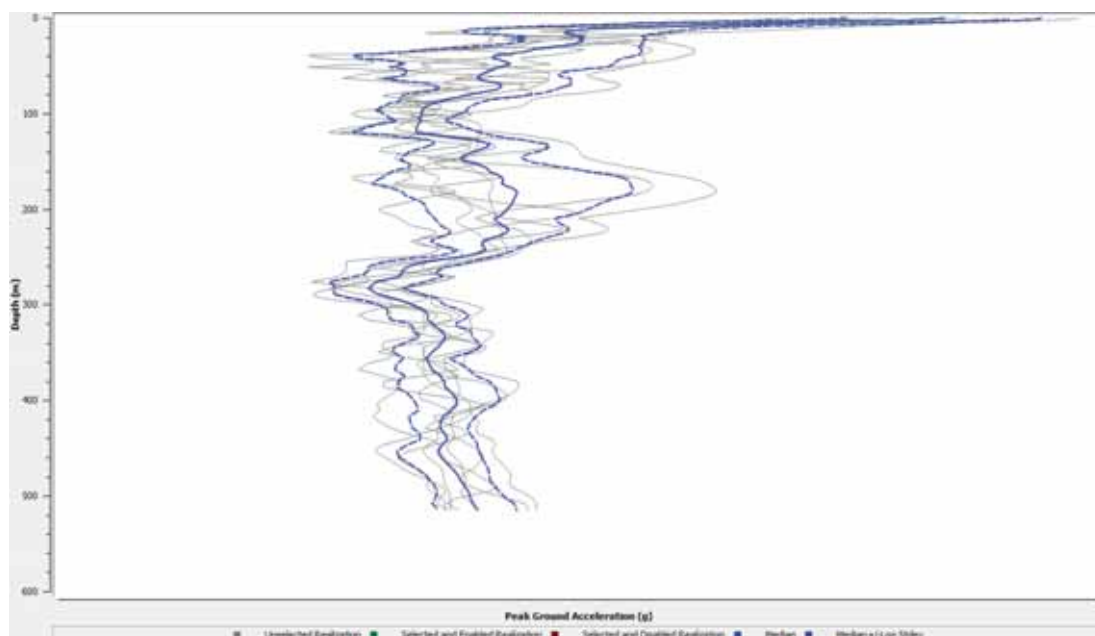 0
100
200
300
400
500
600
Depth (m)
Peak Ground Acceleration (g)
Unselected Realization Selected and Enabled Realization Selected and Disabled Realization Median Median